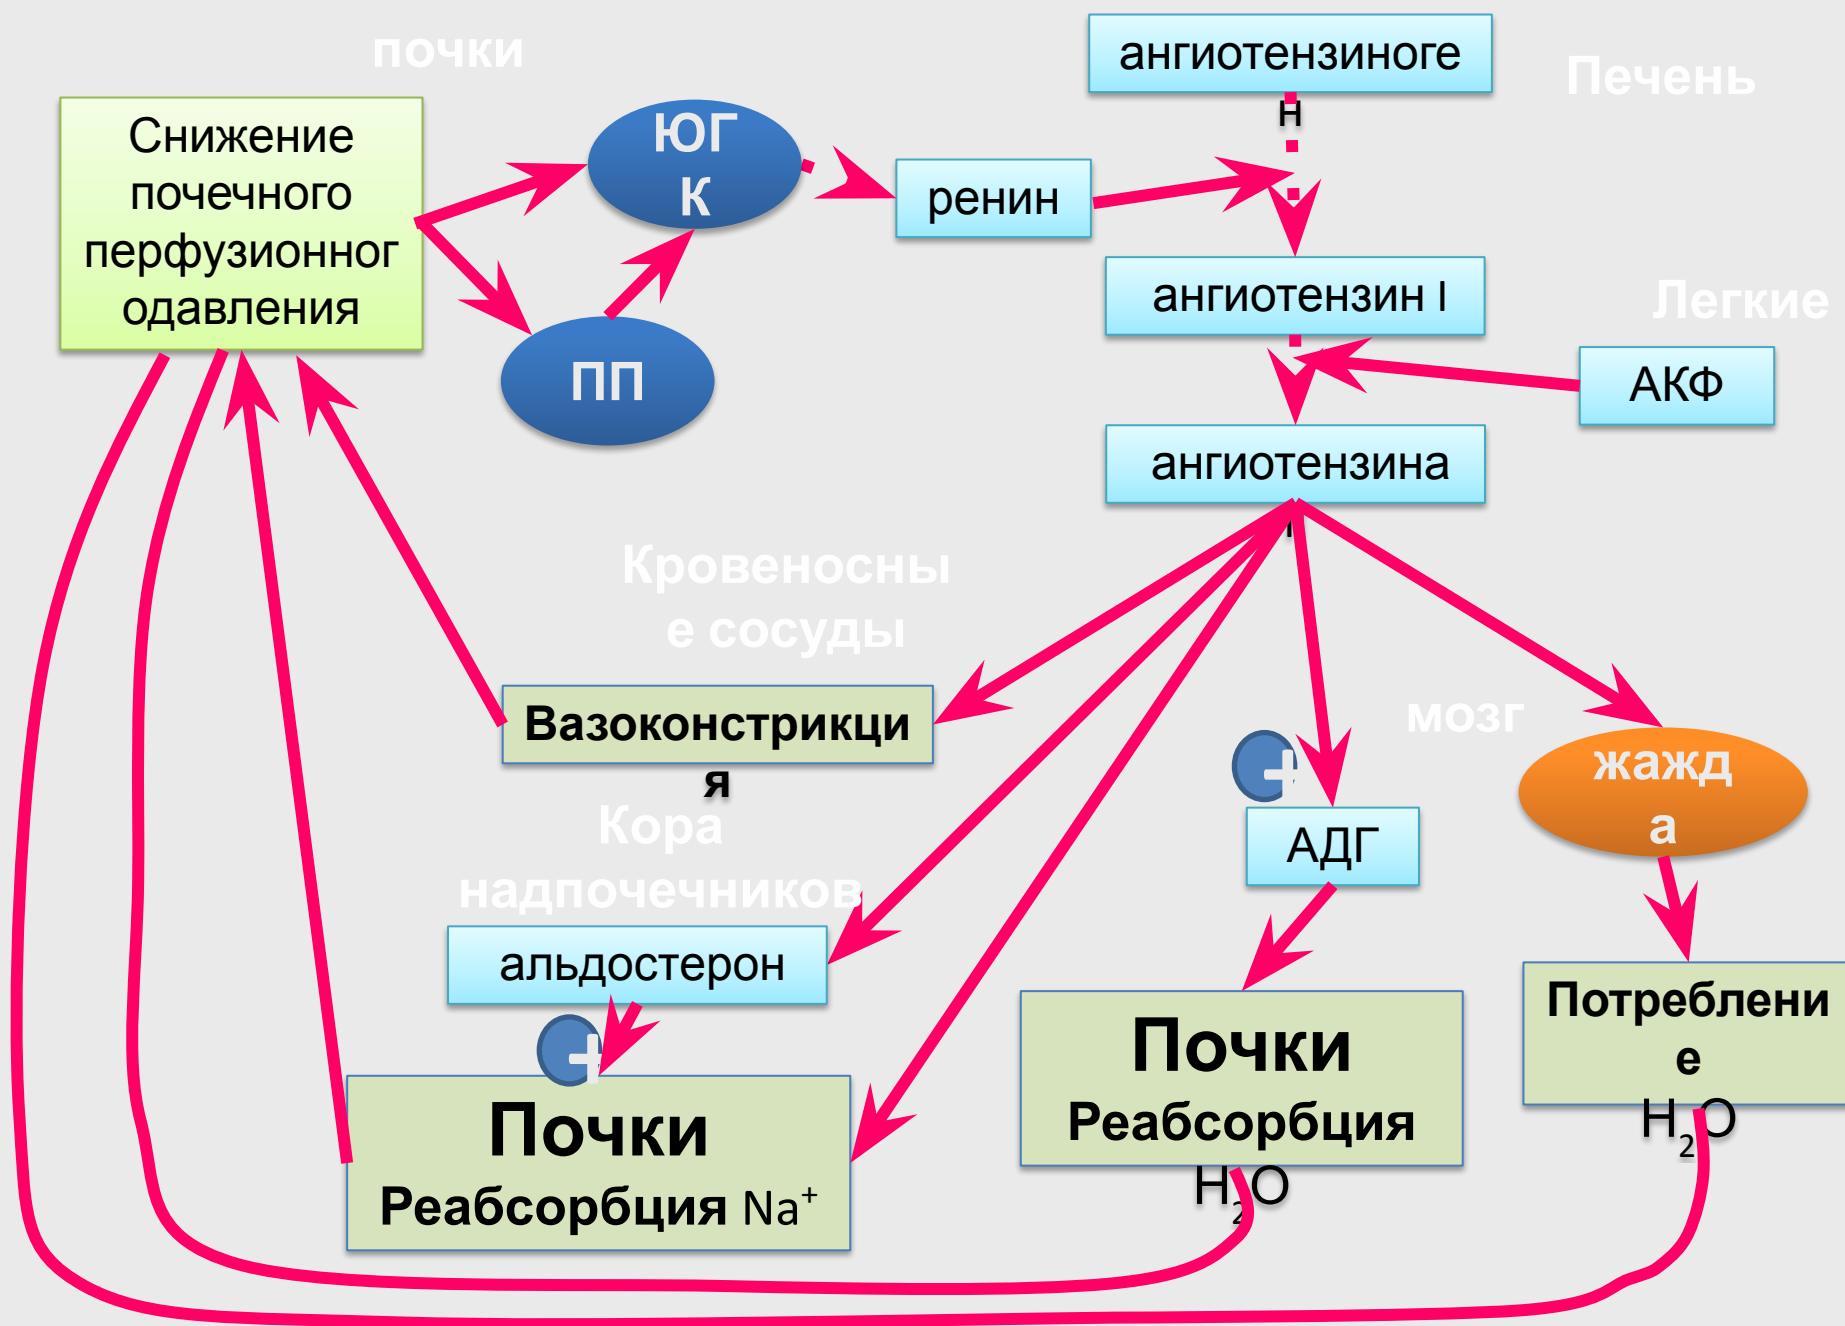 почки
ангиотензиноге
н
Печень
Снижение
почечного
перфузионног
одавления
ЮГ
К
ренин
ангиотензин I
Легкие
ПП
АКФ
ангиотензина
Кровеносны
е сосуды
Вазоконстрикци
я
мозг
жажд
а
+
АДГ
Кора
надпочечников
альдостерон
+
Почки
Реабсорбция Na⁺
Почки
Реабсорбция
H₂O
Потреблени
е
H₂O